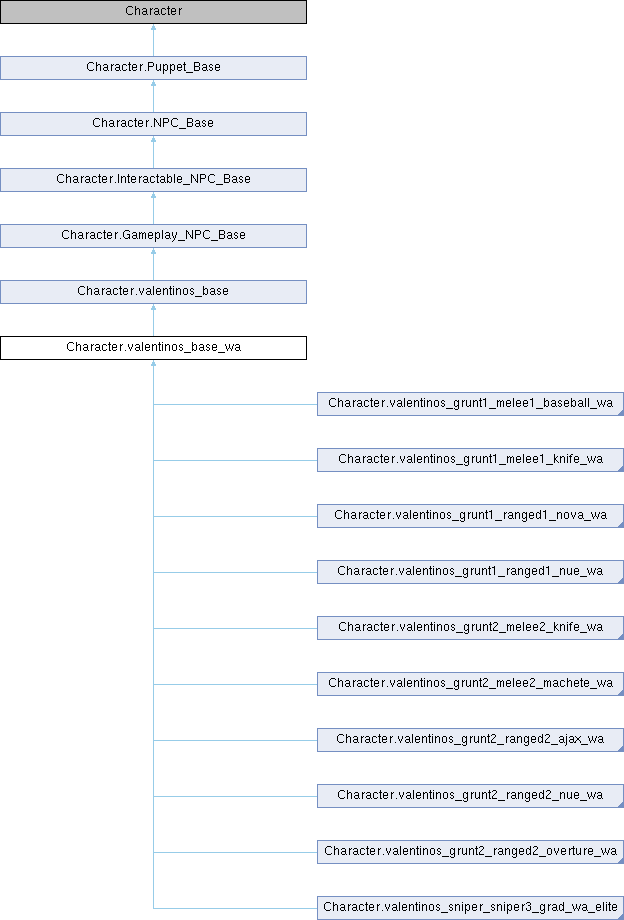 Character
Character.Puppet_Base
Character.NPC_Base
Character.Interactable_NPC_Base
Character.Gameplay_NPC_Base
Character.valentinos_base
Character.valentinos_base_wa
Character.valentinos_grunt1_melee1_baseball_wa
Character.valentinos_grunt1_melee1_knife_wa
Character.valentinos_grunt1_ranged1_nova_wa
Character.valentinos_grunt1_ranged1_nue_wa
Character.valentinos_grunt2_melee2_knife_wa
Character.valentinos_grunt2_melee2_machete_wa
Character.valentinos_grunt2_ranged2_ajax_wa
Character.valentinos_grunt2_ranged2_nue_wa
Character.valentinos_grunt2_ranged2_overture_wa
Character.valentinos_sniper_sniper3_grad_wa_elite